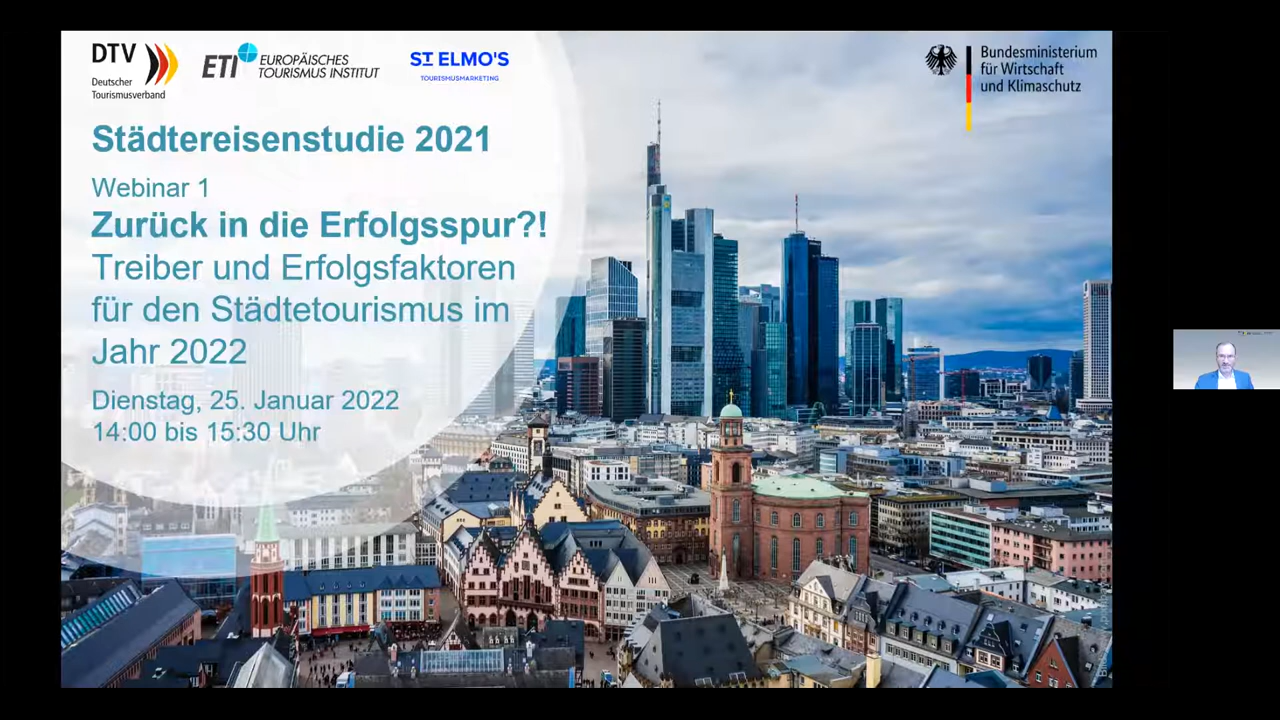 DTV
Deutscher
Tourismusverband
ETI EUROPÄISCHES
TOURISMUS INSTITUT
ST ELMO'S
TOURISMUSMARKETING
Bundesministerium
für Wirtschaft
und Klimaschutz
Städtereisenstudie 2021
Webinar 1
Zurück in die Erfolgsspur?!
Treiber und Erfolgsfaktoren
für den Städtetourismus im
Jahr 2022
Dienstag, 25. Januar 2022
14:00 bis 15:30 Uhr